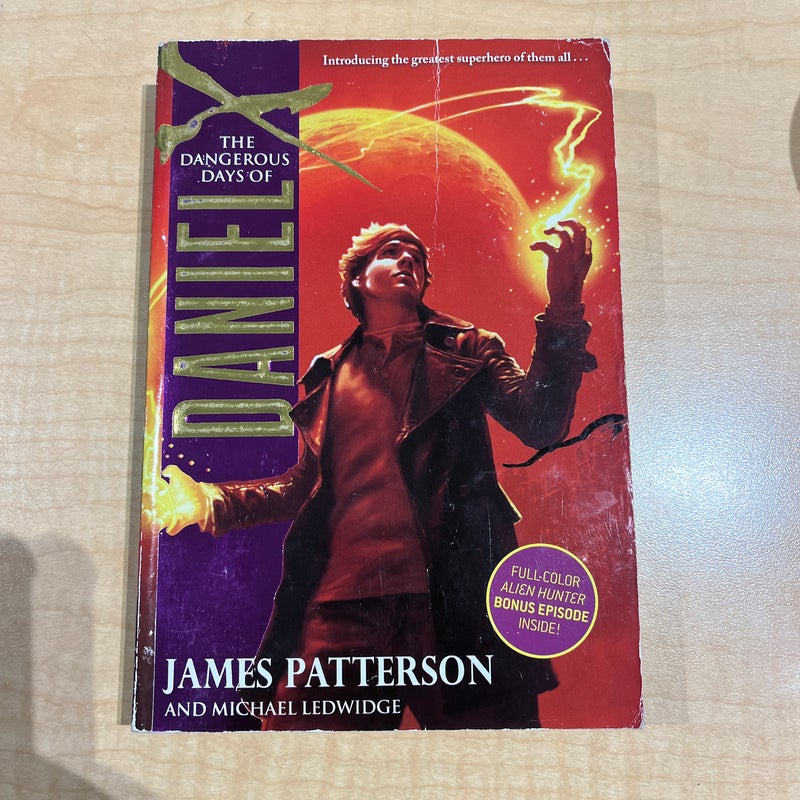 Introducing the greatest superhero of them all . . .
THE
DANGEROUS
DAYS OF
DANIEL X
FULL-COLOR
ALIEN HUNTER
BONUS EPISODE
INSIDE!
JAMES PATTERSON
AND MICHAEL LEDWIDGE